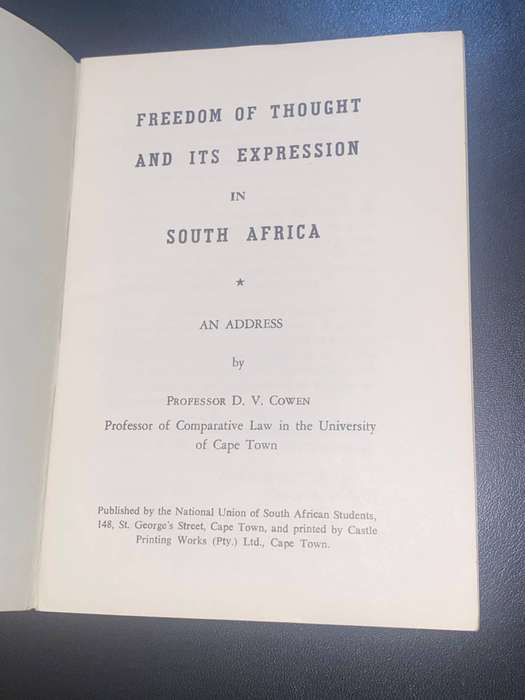 FREEDOM OF THOUGHT
AND ITS EXPRESSION
IN
SOUTH AFRICA
★
AN ADDRESS
by
PROFESSOR D. V. COWEN
Professor of Comparative Law in the University
of Cape Town
Published by the National Union of South African Students,
148, St. George's Street, Cape Town, and printed by Castle
Printing Works (Pty.) Ltd., Cape Town.